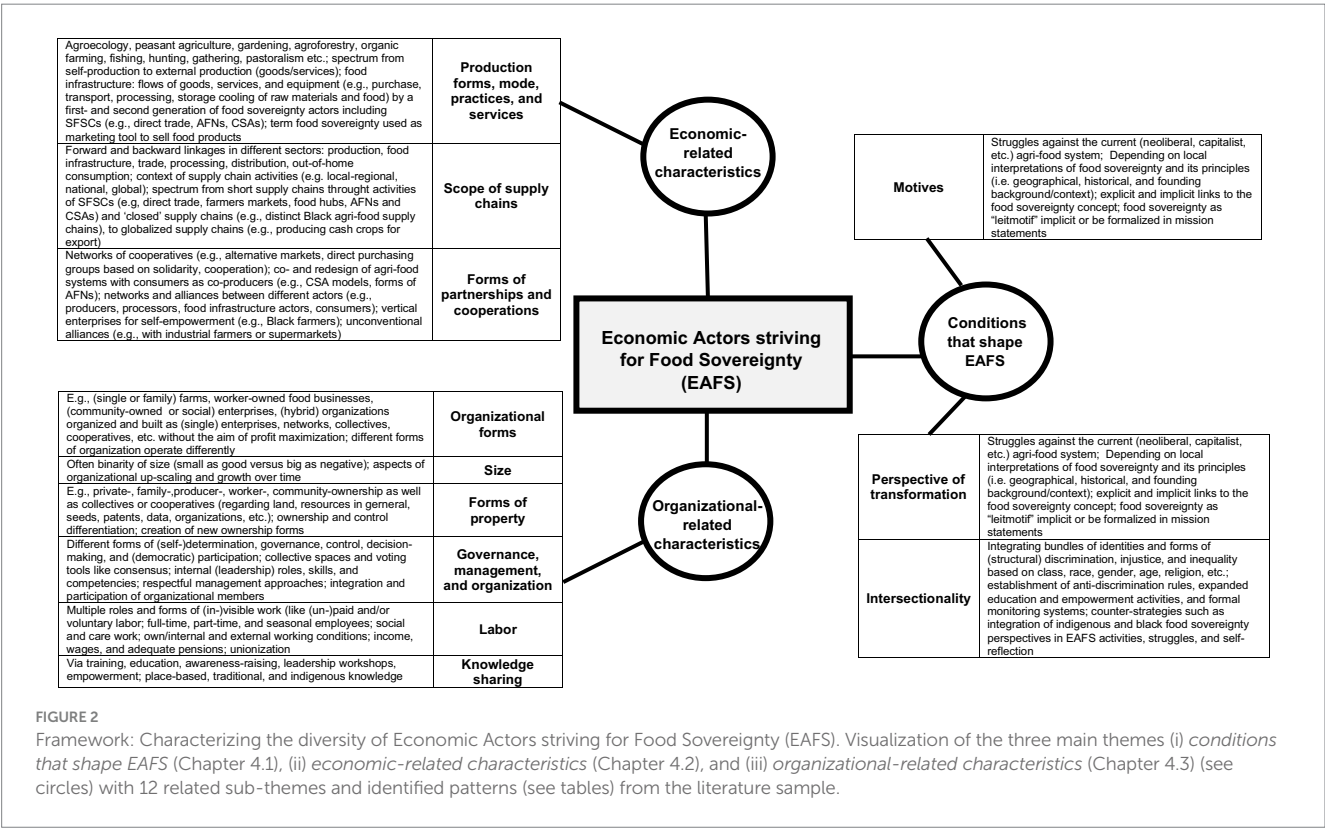 Agroecology, peasant agriculture, gardening, agroforestry, organic
farming, fishing, hunting, gathering, pastoralism etc.; spectrum from
self-production to external production (goods/services); food
infrastructure: flows of goods, services, and equipment (e.g., purchase,
transport, processing, storage cooling of raw materials and food) by a
first- and second generation of food sovereignty actors including
SFSCs (e.g., direct trade, AFNs, CSAs); term food sovereignty used as
marketing tool to sell food products
Production
forms, mode,
practices, and
services
Forward and backward linkages in different sectors: production, food
infrastructure, trade, processing, distribution, out-of-home
consumption; context of supply chain activities (e.g. local-regional,
national, global); spectrum from short supply chains throught activities
of SFSCs (e.g, direct trade, farmers markets, food hubs, AFNs and
CSAs) and ‘closed’ supply chains (e.g., distinct Black agri-food supply
chains), to globalized supply chains (e.g., producing cash crops for
export)
Scope of supply
chains
Networks of cooperatives (e.g., alternative markets, direct purchasing
groups based on solidarity, cooperation); co- and redesign of agri-food
systems with consumers as co-producers (e.g., CSA models, forms of
AFNs); networks and alliances between different actors (e.g.,
producers, processors, food infrastructure actors, consumers); vertical
enterprises for self-empowerment (e.g., Black farmers); unconventional
alliances (e.g., with industrial farmers or supermarkets)
Forms of
partnerships and
cooperations
Economic-
related
characteristics
Motives
Struggles against the current (neoliberal, capitalist,
etc.) agri-food system;  Depending on local
interpretations of food sovereignty and its principles
(i.e. geographical, historical, and founding
background/context); explicit and implicit links to the
food sovereignty concept; food sovereignty as
“leitmotif” implicit or be formalized in mission
statements
Economic Actors striving
for Food Sovereignty
(EAFS)
Conditions
that shape
EAFS
E.g., (single or family) farms, worker-owned food businesses,
(community-owned  or social) enterprises, (hybrid) organizations
organized and built as (single) enterprises, networks, collectives,
cooperatives, etc. without the aim of profit maximization; different forms
of organization operate differently
Organizational
forms
Often binarity of size (small as good versus big as negative); aspects of
organizational up-scaling and growth over time
Size
E.g., private-, family-,producer-, worker-, community-ownership as well
as collectives or cooperatives (regarding land, resources in gerneral,
seeds, patents, data, organizations, etc.); ownership and control
differentiation; creation of new ownership forms
Forms of
property
Different forms of (self-)determination, governance, control, decision-
making, and (democratic) participation; collective spaces and voting
tools like consensus; internal (leadership) roles, skills, and
competencies; respectful management approaches; integration and
participation of organizational members
Governance,
management,
and organization
Multiple roles and forms of (in-)visible work (like (un-)paid and/or
voluntary labor; full-time, part-time, and seasonal employees; social
and care work; own/internal and external working conditions; income,
wages, and adequate pensions; unionization
Labor
Via training, education, awareness-raising, leadership workshops,
empowerment; place-based, traditional, and indigenous knowledge
Knowledge
sharing
Organizational-
related
characteristics
Perspective of
transformation
Struggles against the current (neoliberal, capitalist,
etc.) agri-food system;  Depending on local
interpretations of food sovereignty and its principles
(i.e. geographical, historical, and founding
background/context); explicit and implicit links to the
food sovereignty concept; food sovereignty as
“leitmotif” implicit or be formalized in mission
statements
Intersectionality
Integrating bundles of identities and forms of
(structural) discrimination, injustice, and inequality
based on class, race, gender, age, religion, etc.;
establishment of anti-discrimination rules, expanded
education and empowerment activities, and formal
monitoring systems; counter-strategies such as
integration of indigenous and black food sovereignty
perspectives in EAFS activities, struggles, and self-
reflection
FIGURE 2
Framework: Characterizing the diversity of Economic Actors striving for Food Sovereignty (EAFS). Visualization of the three main themes (i) conditions
that shape EAFS (Chapter 4.1), (ii) economic-related characteristics (Chapter 4.2), and (iii) organizational-related characteristics (Chapter 4.3) (see
circles) with 12 related sub-themes and identified patterns (see tables) from the literature sample.